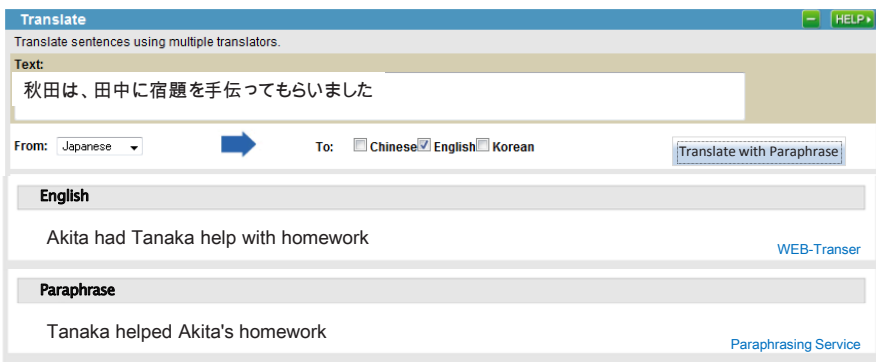 Translate
− HELP
Translate sentences using multiple translators.
Text:
秋田は、田中に宿題を手伝ってもらいました
From: Japanese To: Chinese English Korean Translate with Paraphrase
English
Akita had Tanaka help with homework
WEB-Transer
Paraphrase
Tanaka helped Akita's homework
Paraphrasing Service